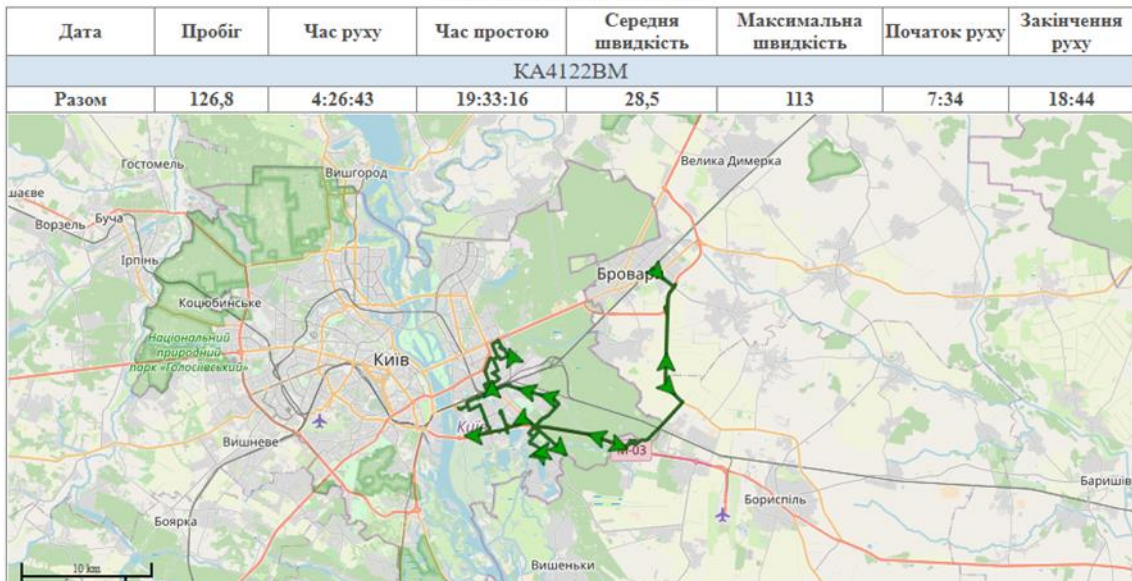 Дата Пробіг Час руху Час простою Середня швидкість Максимальна швидкість Початок руху Закінчення руху
КА4122ВМ
Разом 126,8 4:26:43 19:33:16 28,5 113 7:34 18:44
Гостомель
Вишгород
Велика Димерка
шаєве
Ворзель
Буча
Ірпінь
Бровари
Коцюбинське
Національний
природний
парк «Голосіївський»
Київ
Київ
Вишневе
М-03
Бориспіль
Баришів
Боярка
Вишеньки
10 km